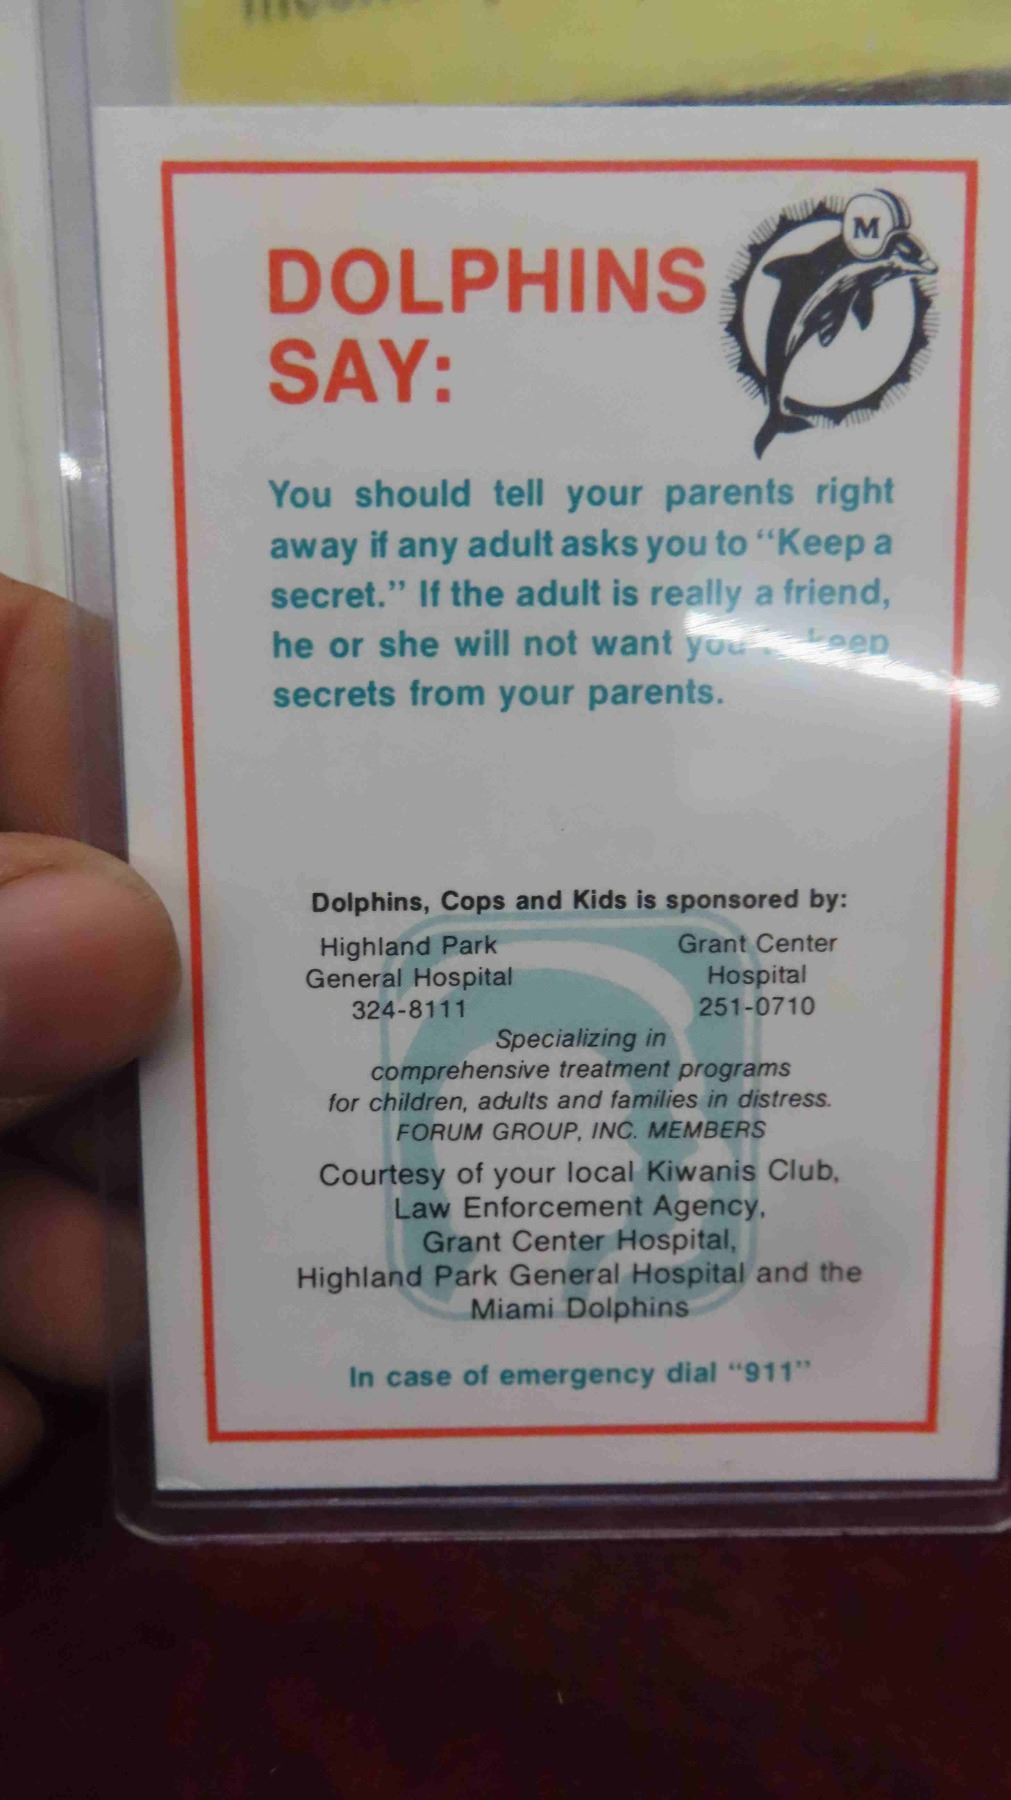 DOLPHINS
SAY:
M
You should tell your parents right
away if any adult asks you to “Keep a
secret.” If the adult is really a friend,
he or she will not want you to keep
secrets from your parents.
Dolphins, Cops and Kids is sponsored by:
Highland Park
General Hospital
324-8111
Grant Center
Hospital
251-0710
Specializing in
comprehensive treatment programs
for children, adults and families in distress.
FORUM GROUP, INC. MEMBERS
Courtesy of your local Kiwanis Club,
Law Enforcement Agency,
Grant Center Hospital,
Highland Park General Hospital and the
Miami Dolphins
In case of emergency dial “911”